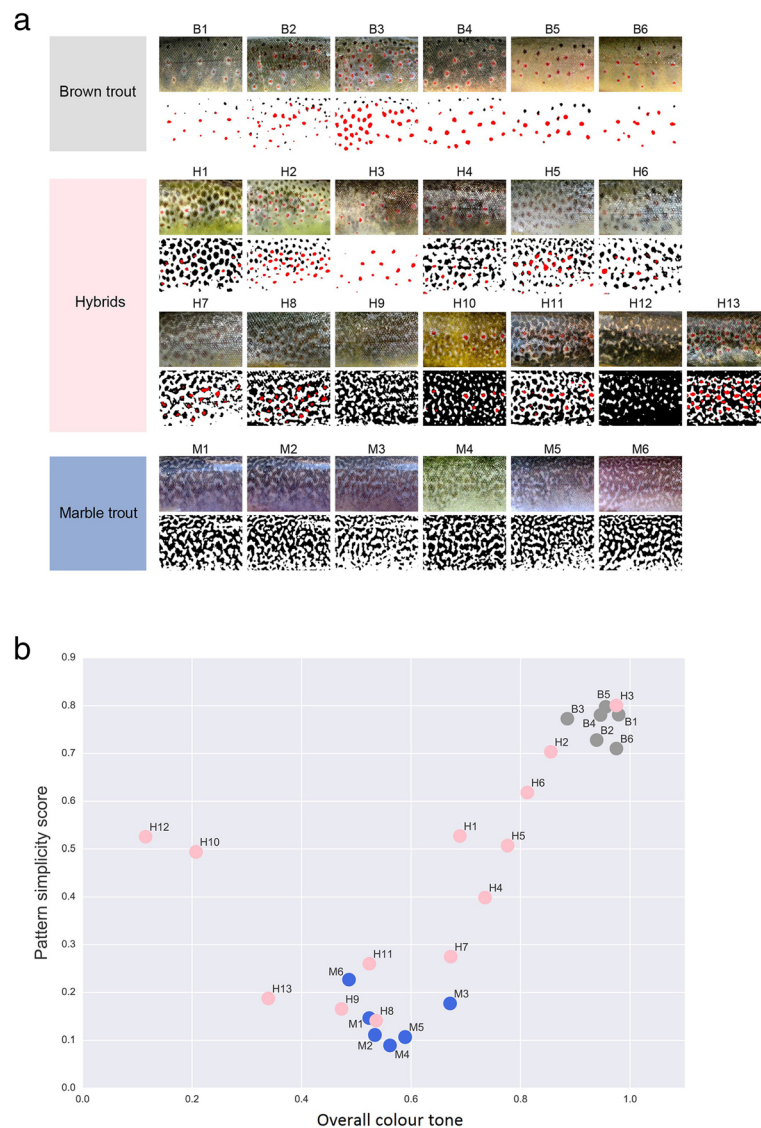 a
B1 B2 B3 B4 B5 B6
Brown trout
H1 H2 H3 H4 H5 H6
Hybrids
H7 H8 H9 H10 H11 H12 H13
M1 M2 M3 M4 M5 M6
Marble trout
b
0.9
0.8
0.7
0.6
0.5
0.4
0.3
0.2
0.1
0.0
Pattern simplicity score
B5 H3
B3
B4 B1
B2
B6
H2
H6
H12
H10
H1
H5
H4
H11
H7
M6
H13
H9
H8
M3
M1
M2
M5
M4
0.0 0.2 0.4 0.6 0.8 1.0
Overall colour tone